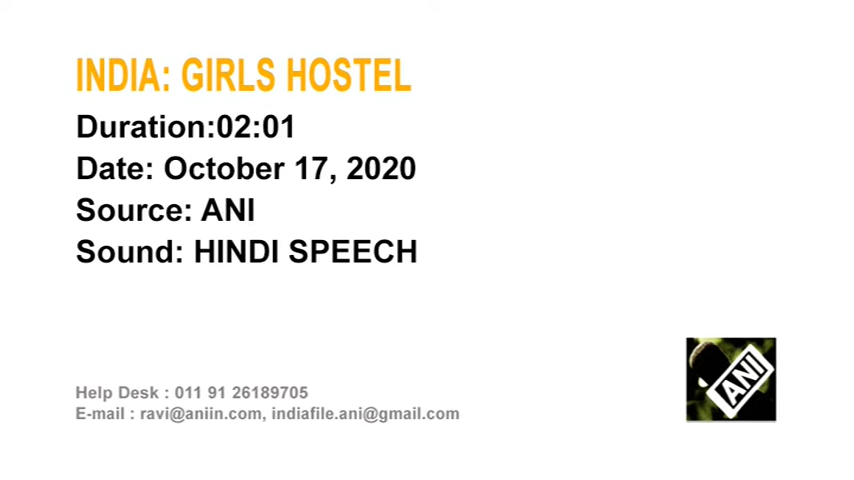 INDIA: GIRLS HOSTEL
Duration:02:01
Date: October 17, 2020
Source: ANI
Sound: HINDI SPEECH
Help Desk : 011 91 26189705
E-mail : ravi@aniin.com, indiafile.ani@gmail.com
ANI